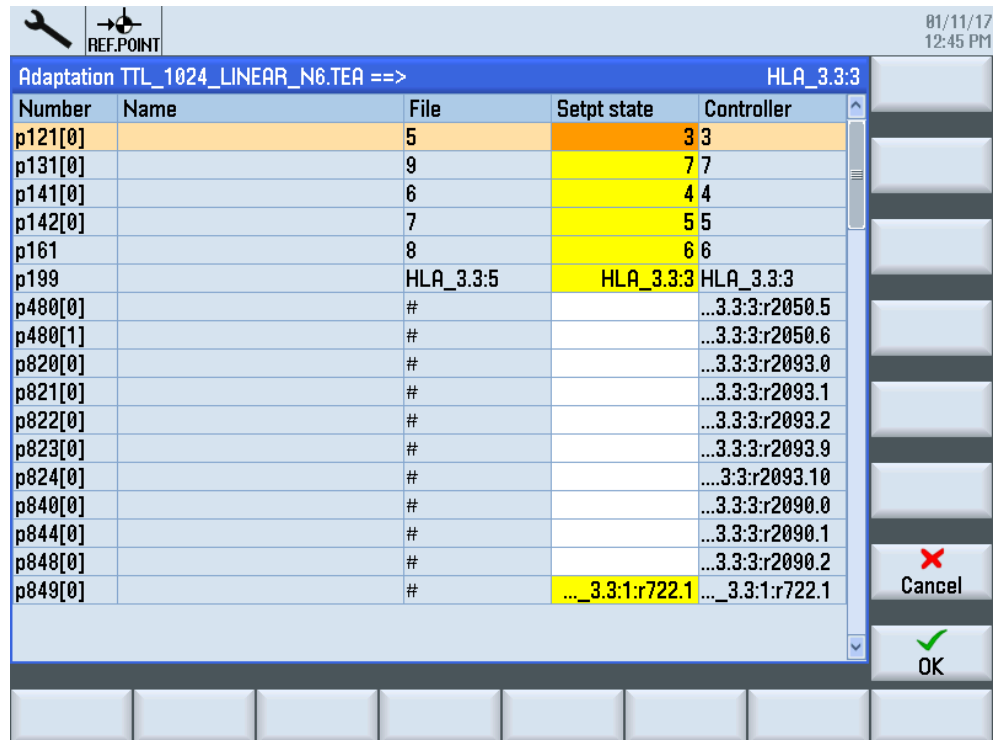 01/11/17
REF.POINT 12:45 PM
Adaptation TTL_1024_LINEAR_N6.TEA ==> HLA_3.3:3
Number Name File Setpt state Controller
p121[0] 5 3 3
p131[0] 9 7 7
p141[0] 6 4 4
p142[0] 7 5 5
p161 8 6 6
p199 HLA_3.3:5 HLA_3.3:3 HLA_3.3:3
p480[0] # ...3.3:3:r2050.5
p480[1] # ...3.3:3:r2050.6
p820[0] # ...3.3:3:r2093.0
p821[0] # ...3.3:3:r2093.1
p822[0] # ...3.3:3:r2093.2
p823[0] # ...3.3:3:r2093.9
p824[0] # ....3:3:r2093.10
p840[0] # ...3.3:3:r2090.0
p844[0] # ...3.3:3:r2090.1
p848[0] # ...3.3:3:r2090.2
p849[0] # ..._3.3:1:r722.1 ..._3.3:1:r722.1
Cancel
OK